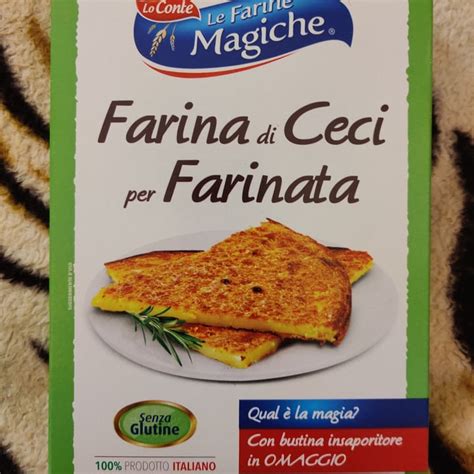 Lo Conte
Le Farine
Magiche®
Farina di Ceci
per Farinata
Senza
Glutine
100% PRODOTTO ITALIANO
Qual è la magia?
Con bustina insaporitore
in OMAGGIO